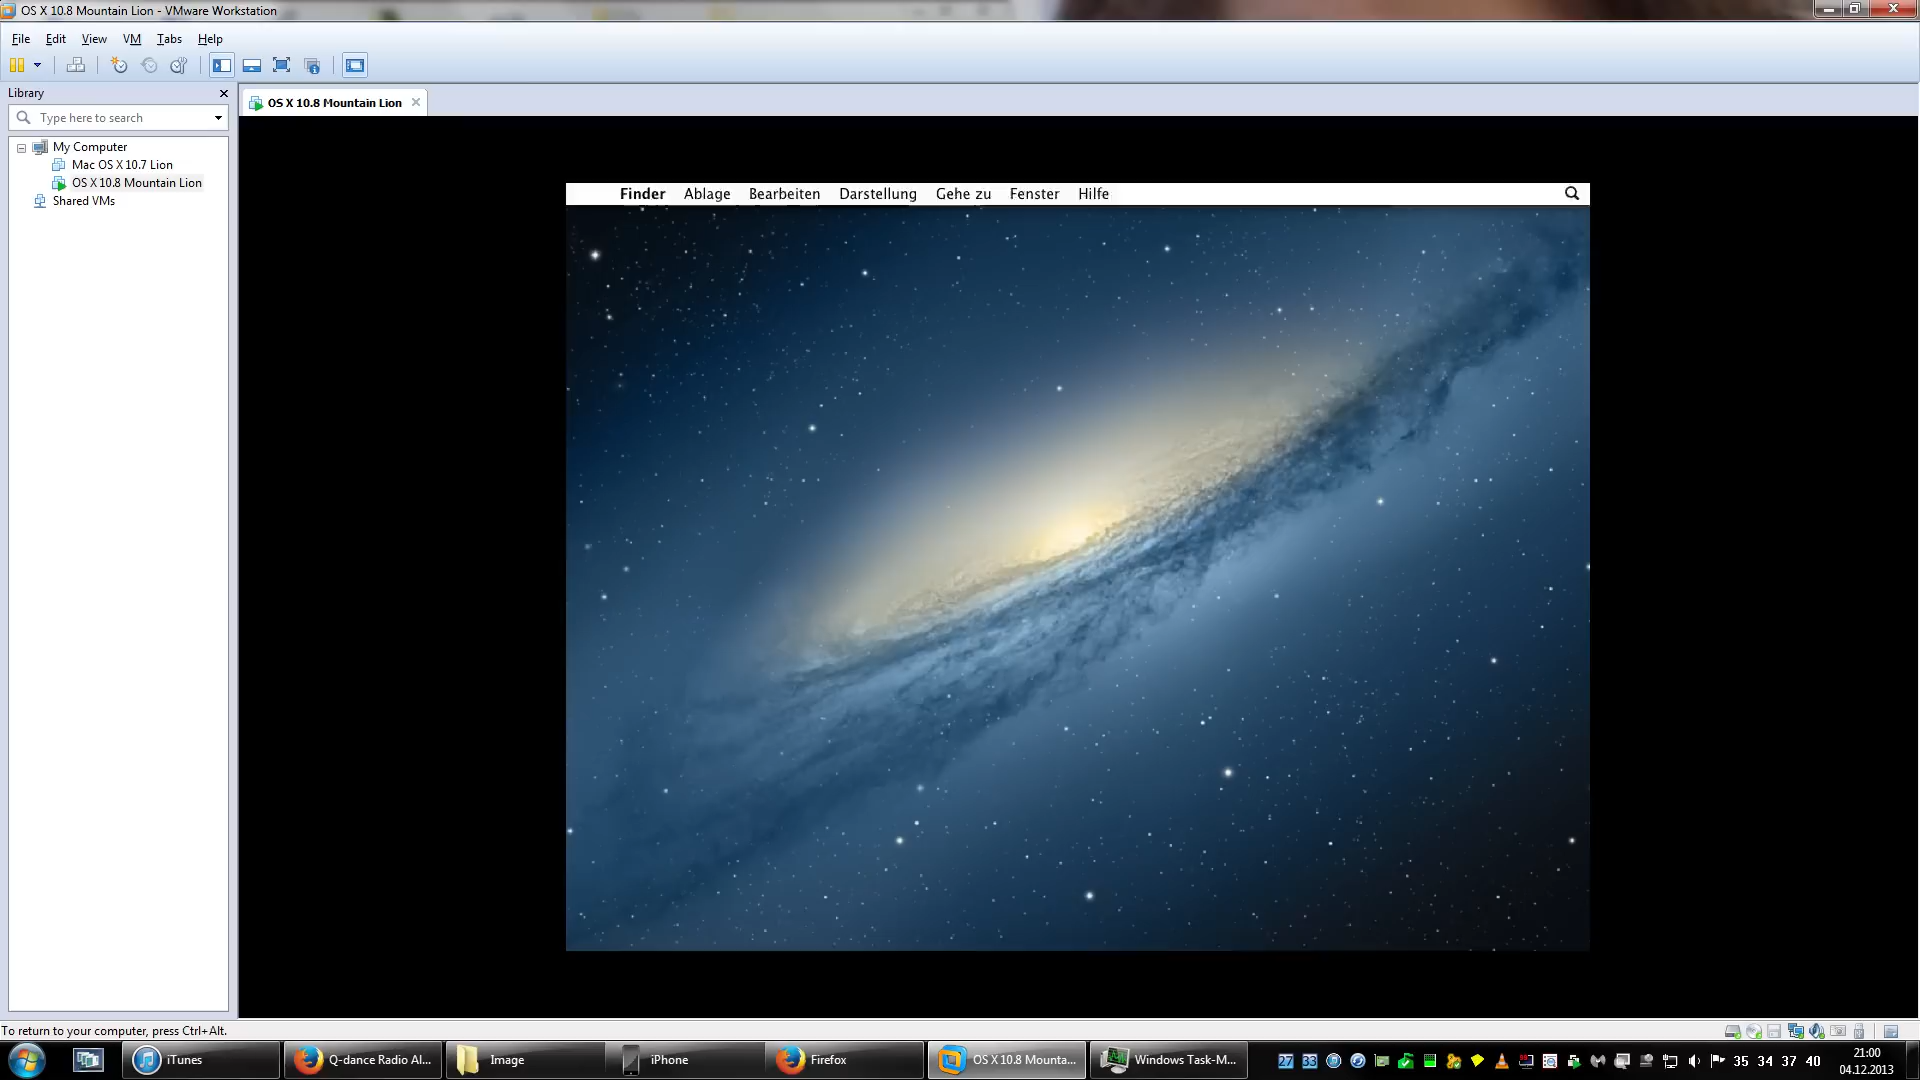 OS X 10.8 Mountain Lion - VMware Workstation
File Edit View VM Tabs Help
Library
Type here to search
My Computer
Mac OS X 10.7 Lion
OS X 10.8 Mountain Lion
Shared VMs
OS X 10.8 Mountain Lion
Finder Ablage Bearbeiten Darstellung Gehe zu Fenster Hilfe
To return to your computer, press Ctrl+Alt.
iTunes
Q-dance Radio Al...
Image
iPhone
Firefox
OS X 10.8 Mounta...
Windows Task-M...
27 33
35 34 37 40
21:00
04.12.2013